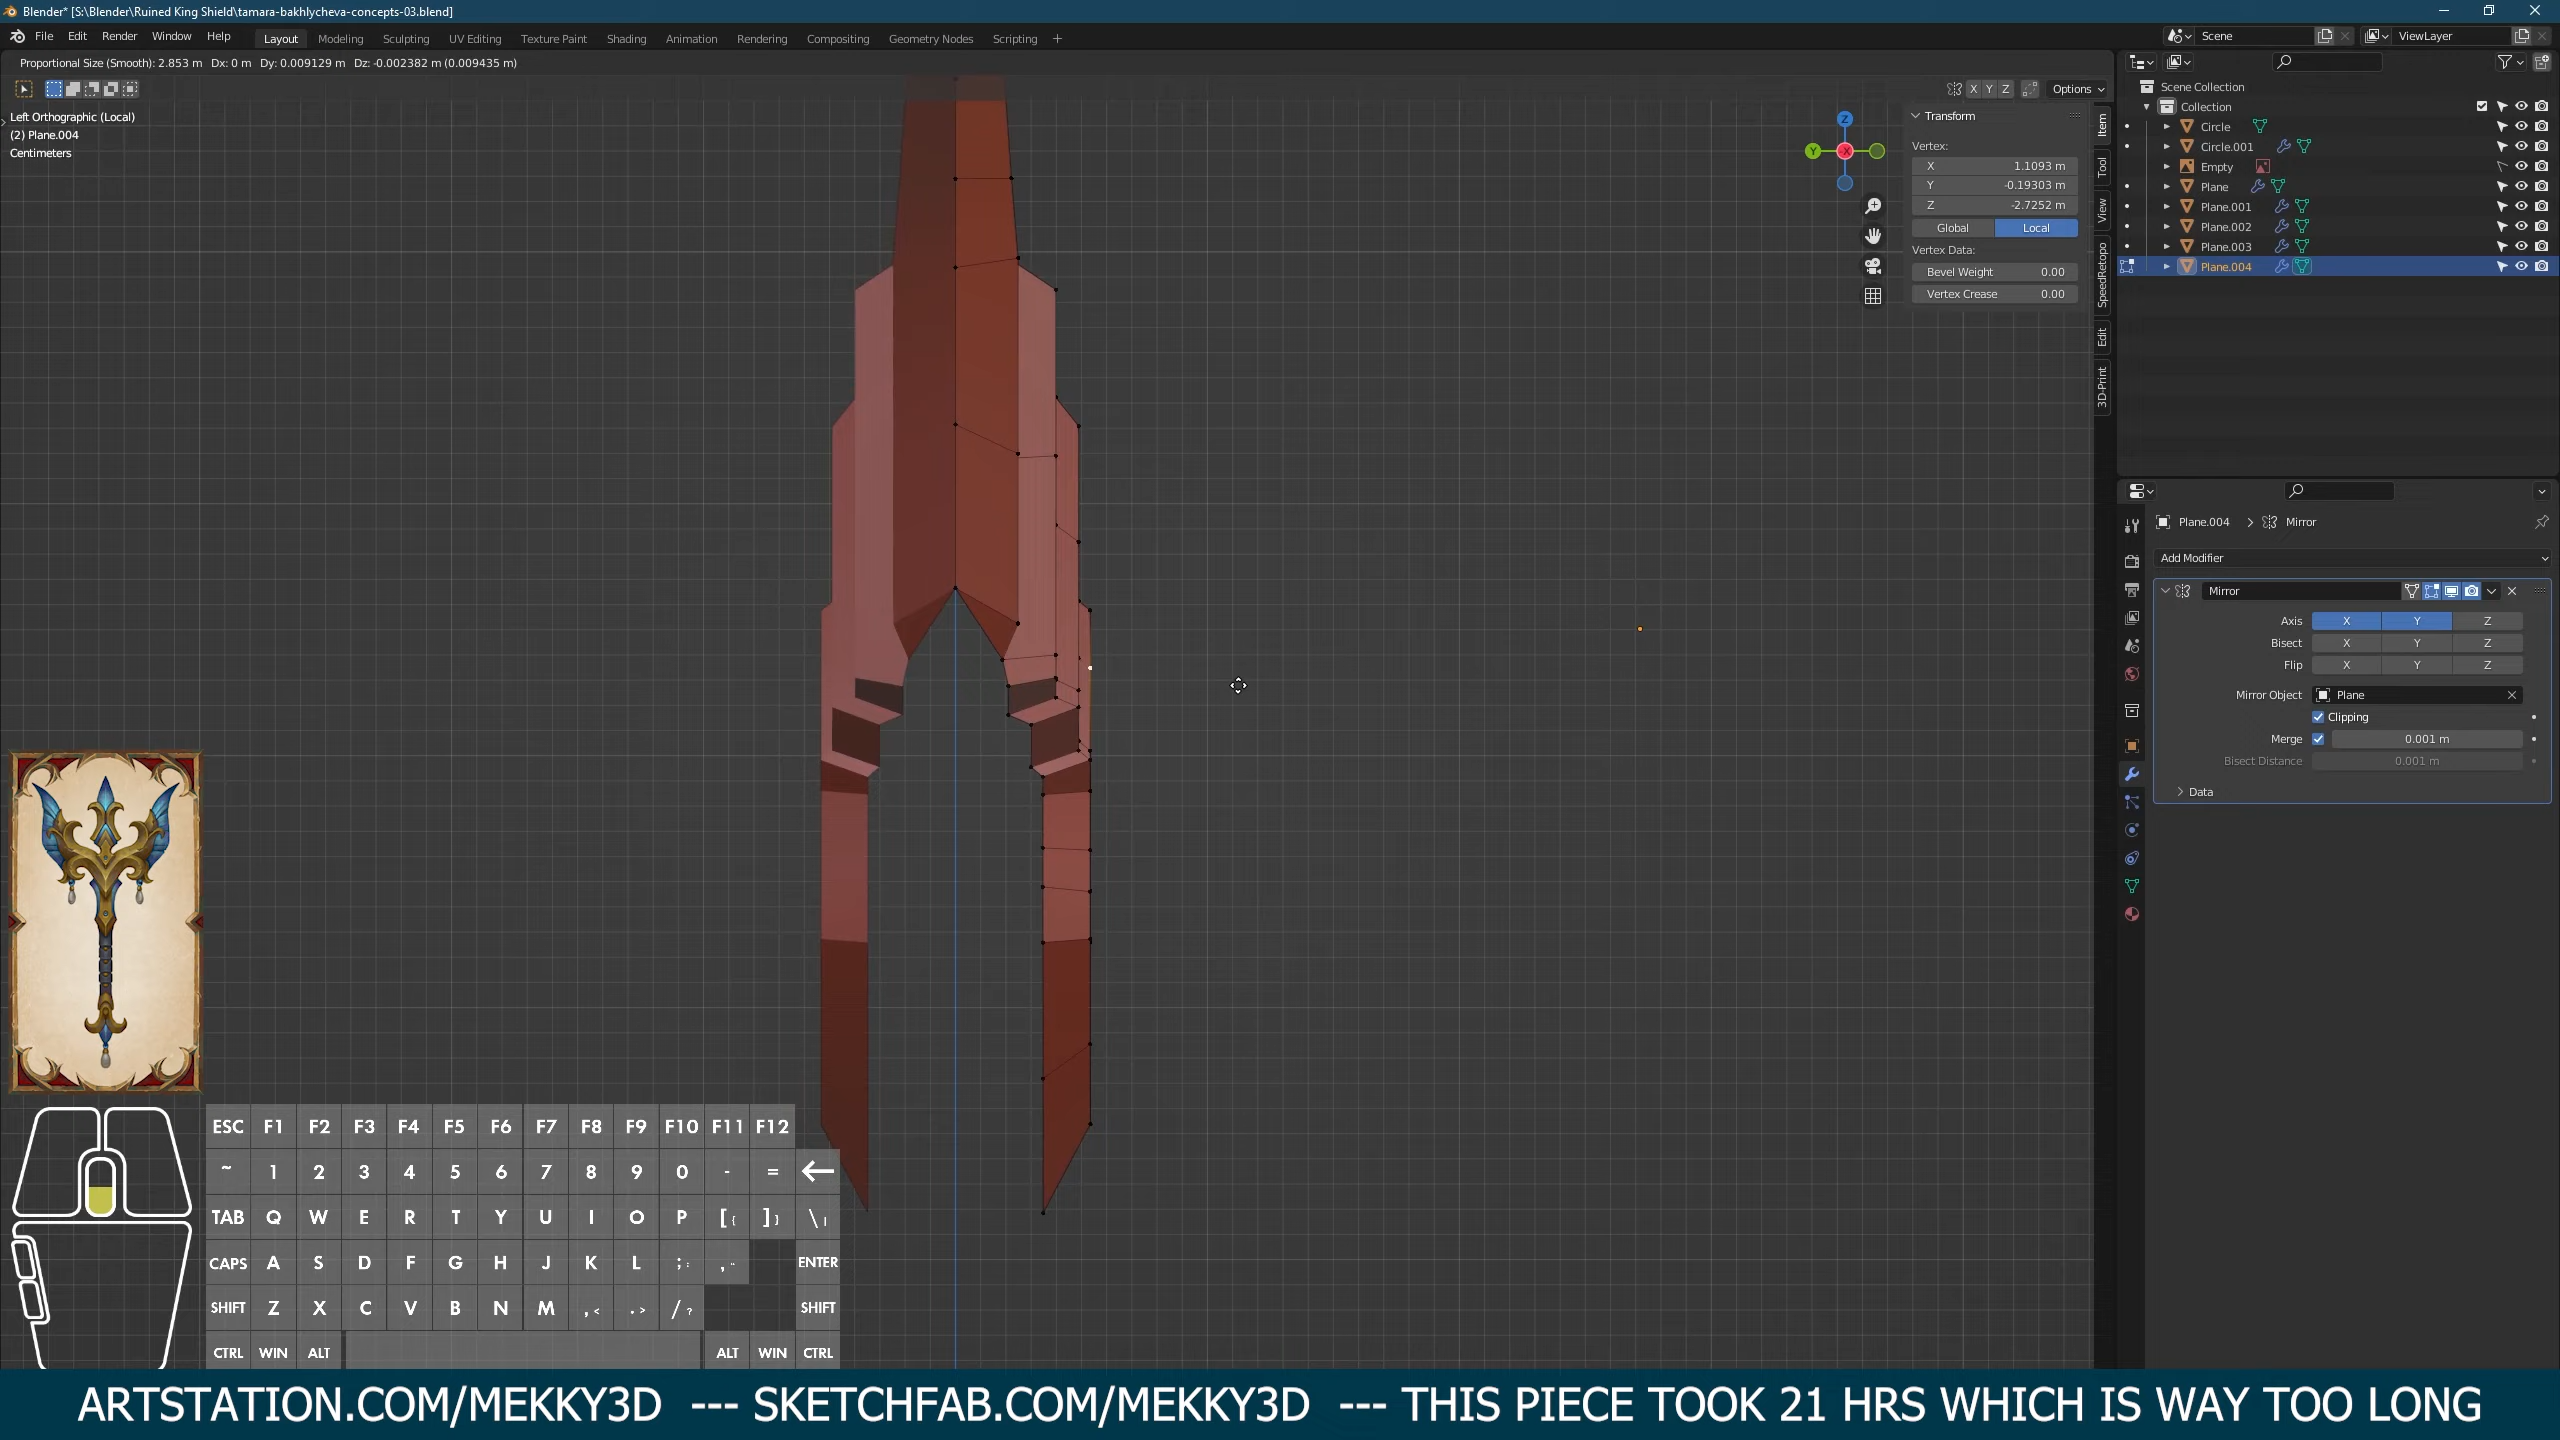 Blender* [S:\Blender\Ruined King Shield\tamara-bakhlycheva-concepts-03.blend]
File Edit Render Window Help Layout Modeling Sculpting UV Editing Texture Paint Shading Animation Rendering Compositing Geometry Nodes Scripting + Scene ViewLayer
Proportional Size (Smooth): 2.853 m Dx: 0 m Dy: 0.009129 m Dz: -0.002382 m (0.009435 m)
X Y Z Options
Left Orthographic (Local)
(2) Plane.004
Centimeters
Z
Y
X
Transform
Vertex:
X 1.1093 m
Y -0.19303 m
Z -2.7252 m
Global Local
Vertex Data:
Bevel Weight 0.00
Vertex Crease 0.00
Item
Tool
View
SpeedRetopo
Edit
3D-Print
Scene Collection
Collection
Circle
Circle.001
Empty
Plane
Plane.001
Plane.002
Plane.003
Plane.004
Plane.004 > Mirror
Add Modifier
Mirror
Axis X Y Z
Bisect X Y Z
Flip X Y Z
Mirror Object Plane
Clipping
Merge 0.001 m
Bisect Distance 0.001 m
Data
ESC F1 F2 F3 F4 F5 F6 F7 F8 F9 F10 F11 F12
~ 1 2 3 4 5 6 7 8 9 0 - = ←
TAB Q W E R T Y U I O P [ { ] } \ |
CAPS A S D F G H J K L ; : ENTER
SHIFT Z X C V B N M , < . > / ? SHIFT
CTRL WIN ALT ALT WIN CTRL
ARTSTATION.COM/MEKKY3D --- SKETCHFAB.COM/MEKKY3D --- THIS PIECE TOOK 21 HRS WHICH IS WAY TOO LONG